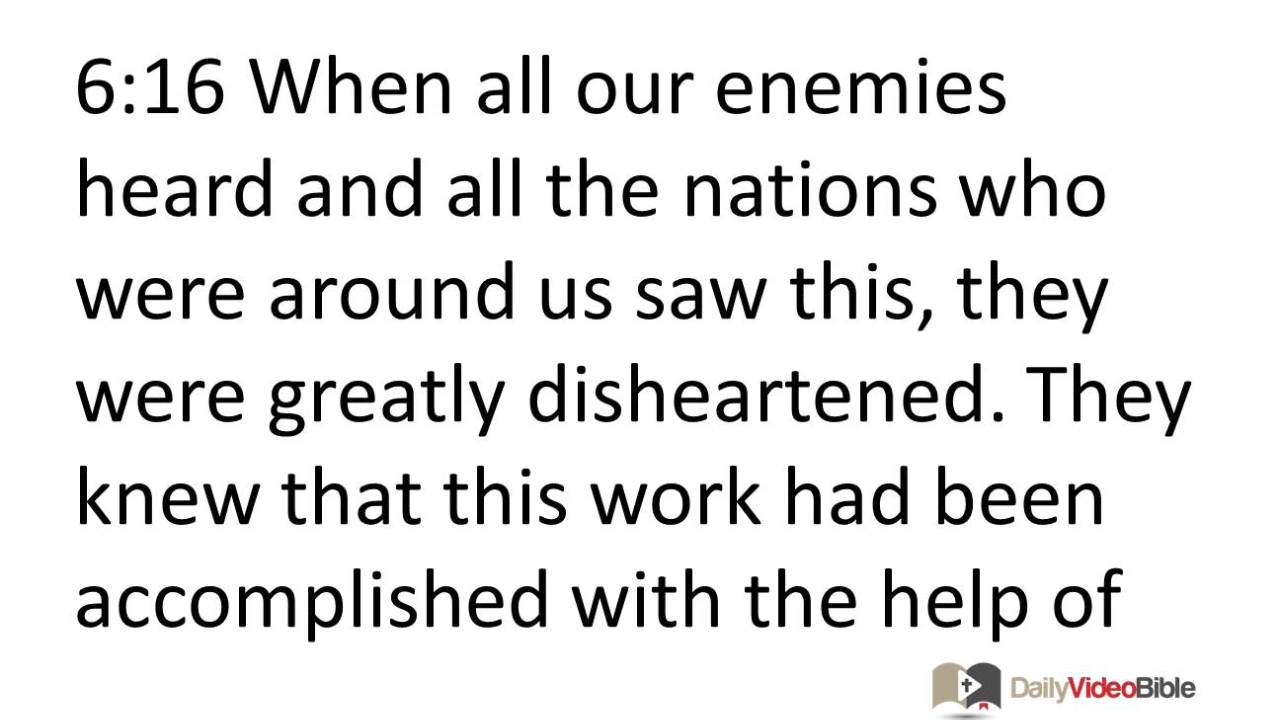 6:16 When all our enemies
heard and all the nations who
were around us saw this, they
were greatly disheartened. They
knew that this work had been
accomplished with the help of
DailyVideoBible